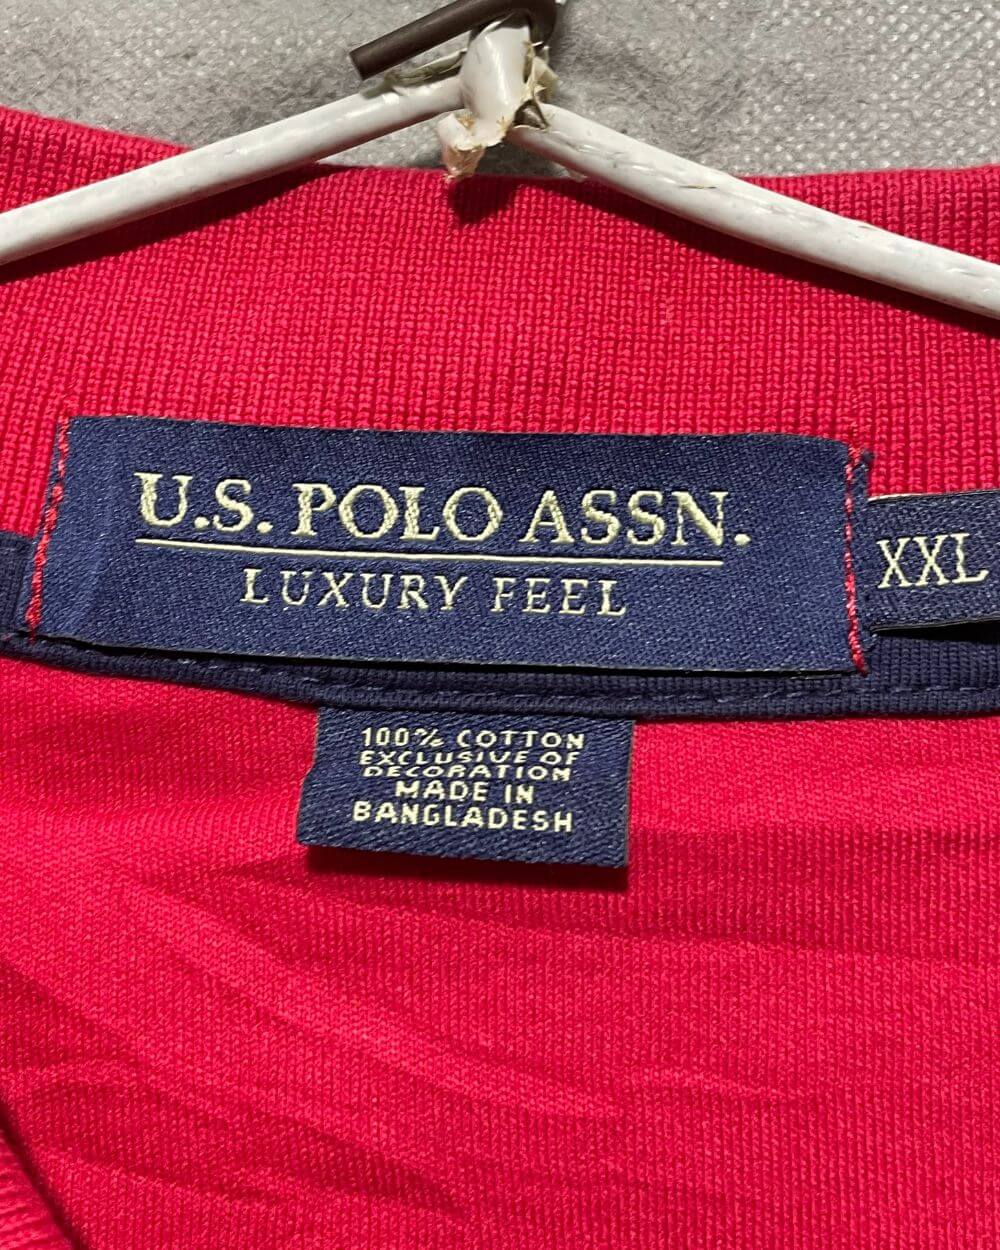 U.S. POLO ASSN.
LUXURY FEEL
XXL
100% COTTON
EXCLUSIVE OF
DECORATION
MADE IN
BANGLADESH